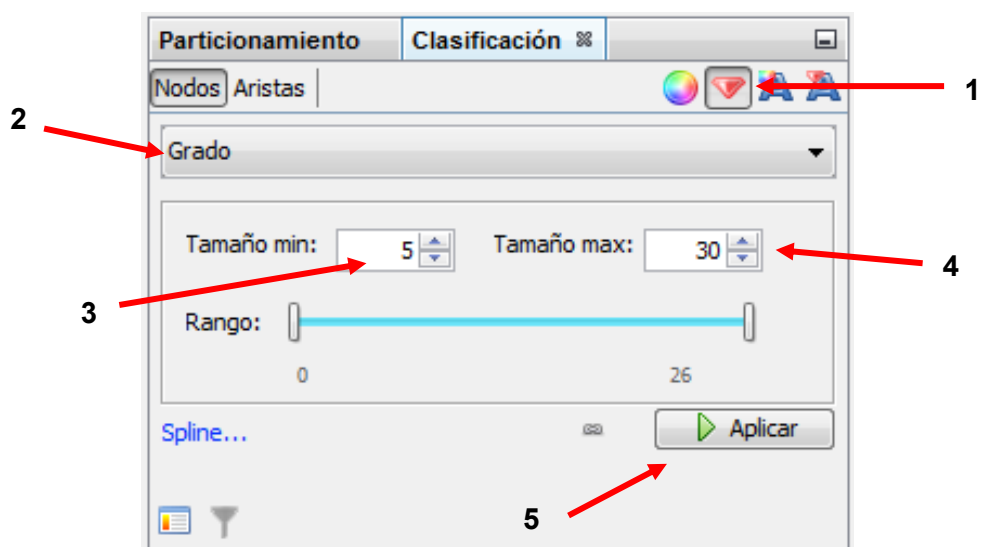 Particionamiento Clasificación
Nodos Aristas
1
2
Grado
Tamaño min: 5 Tamaño max: 30
4
3
Rango:
0 26
Spline... Aplicar
5